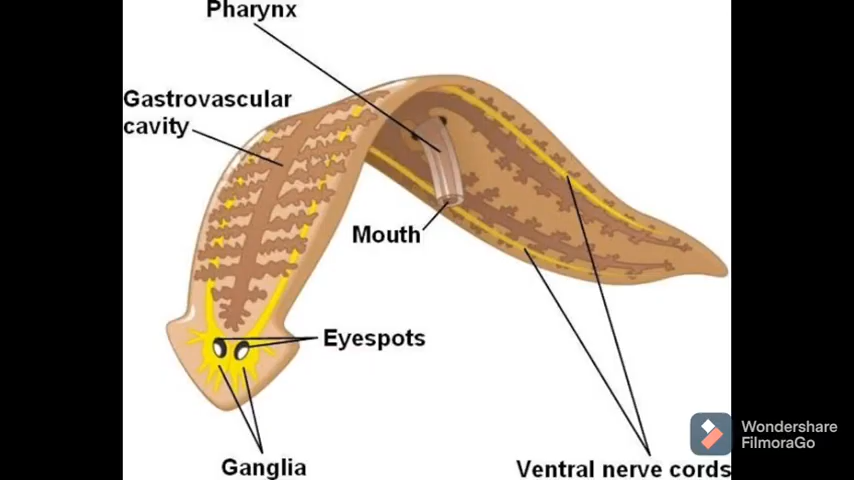 Pharynx
Gastrovascular
cavity
Mouth
Eyespots
Ganglia
Ventral nerve cords
Wondershare
FilmoraGo